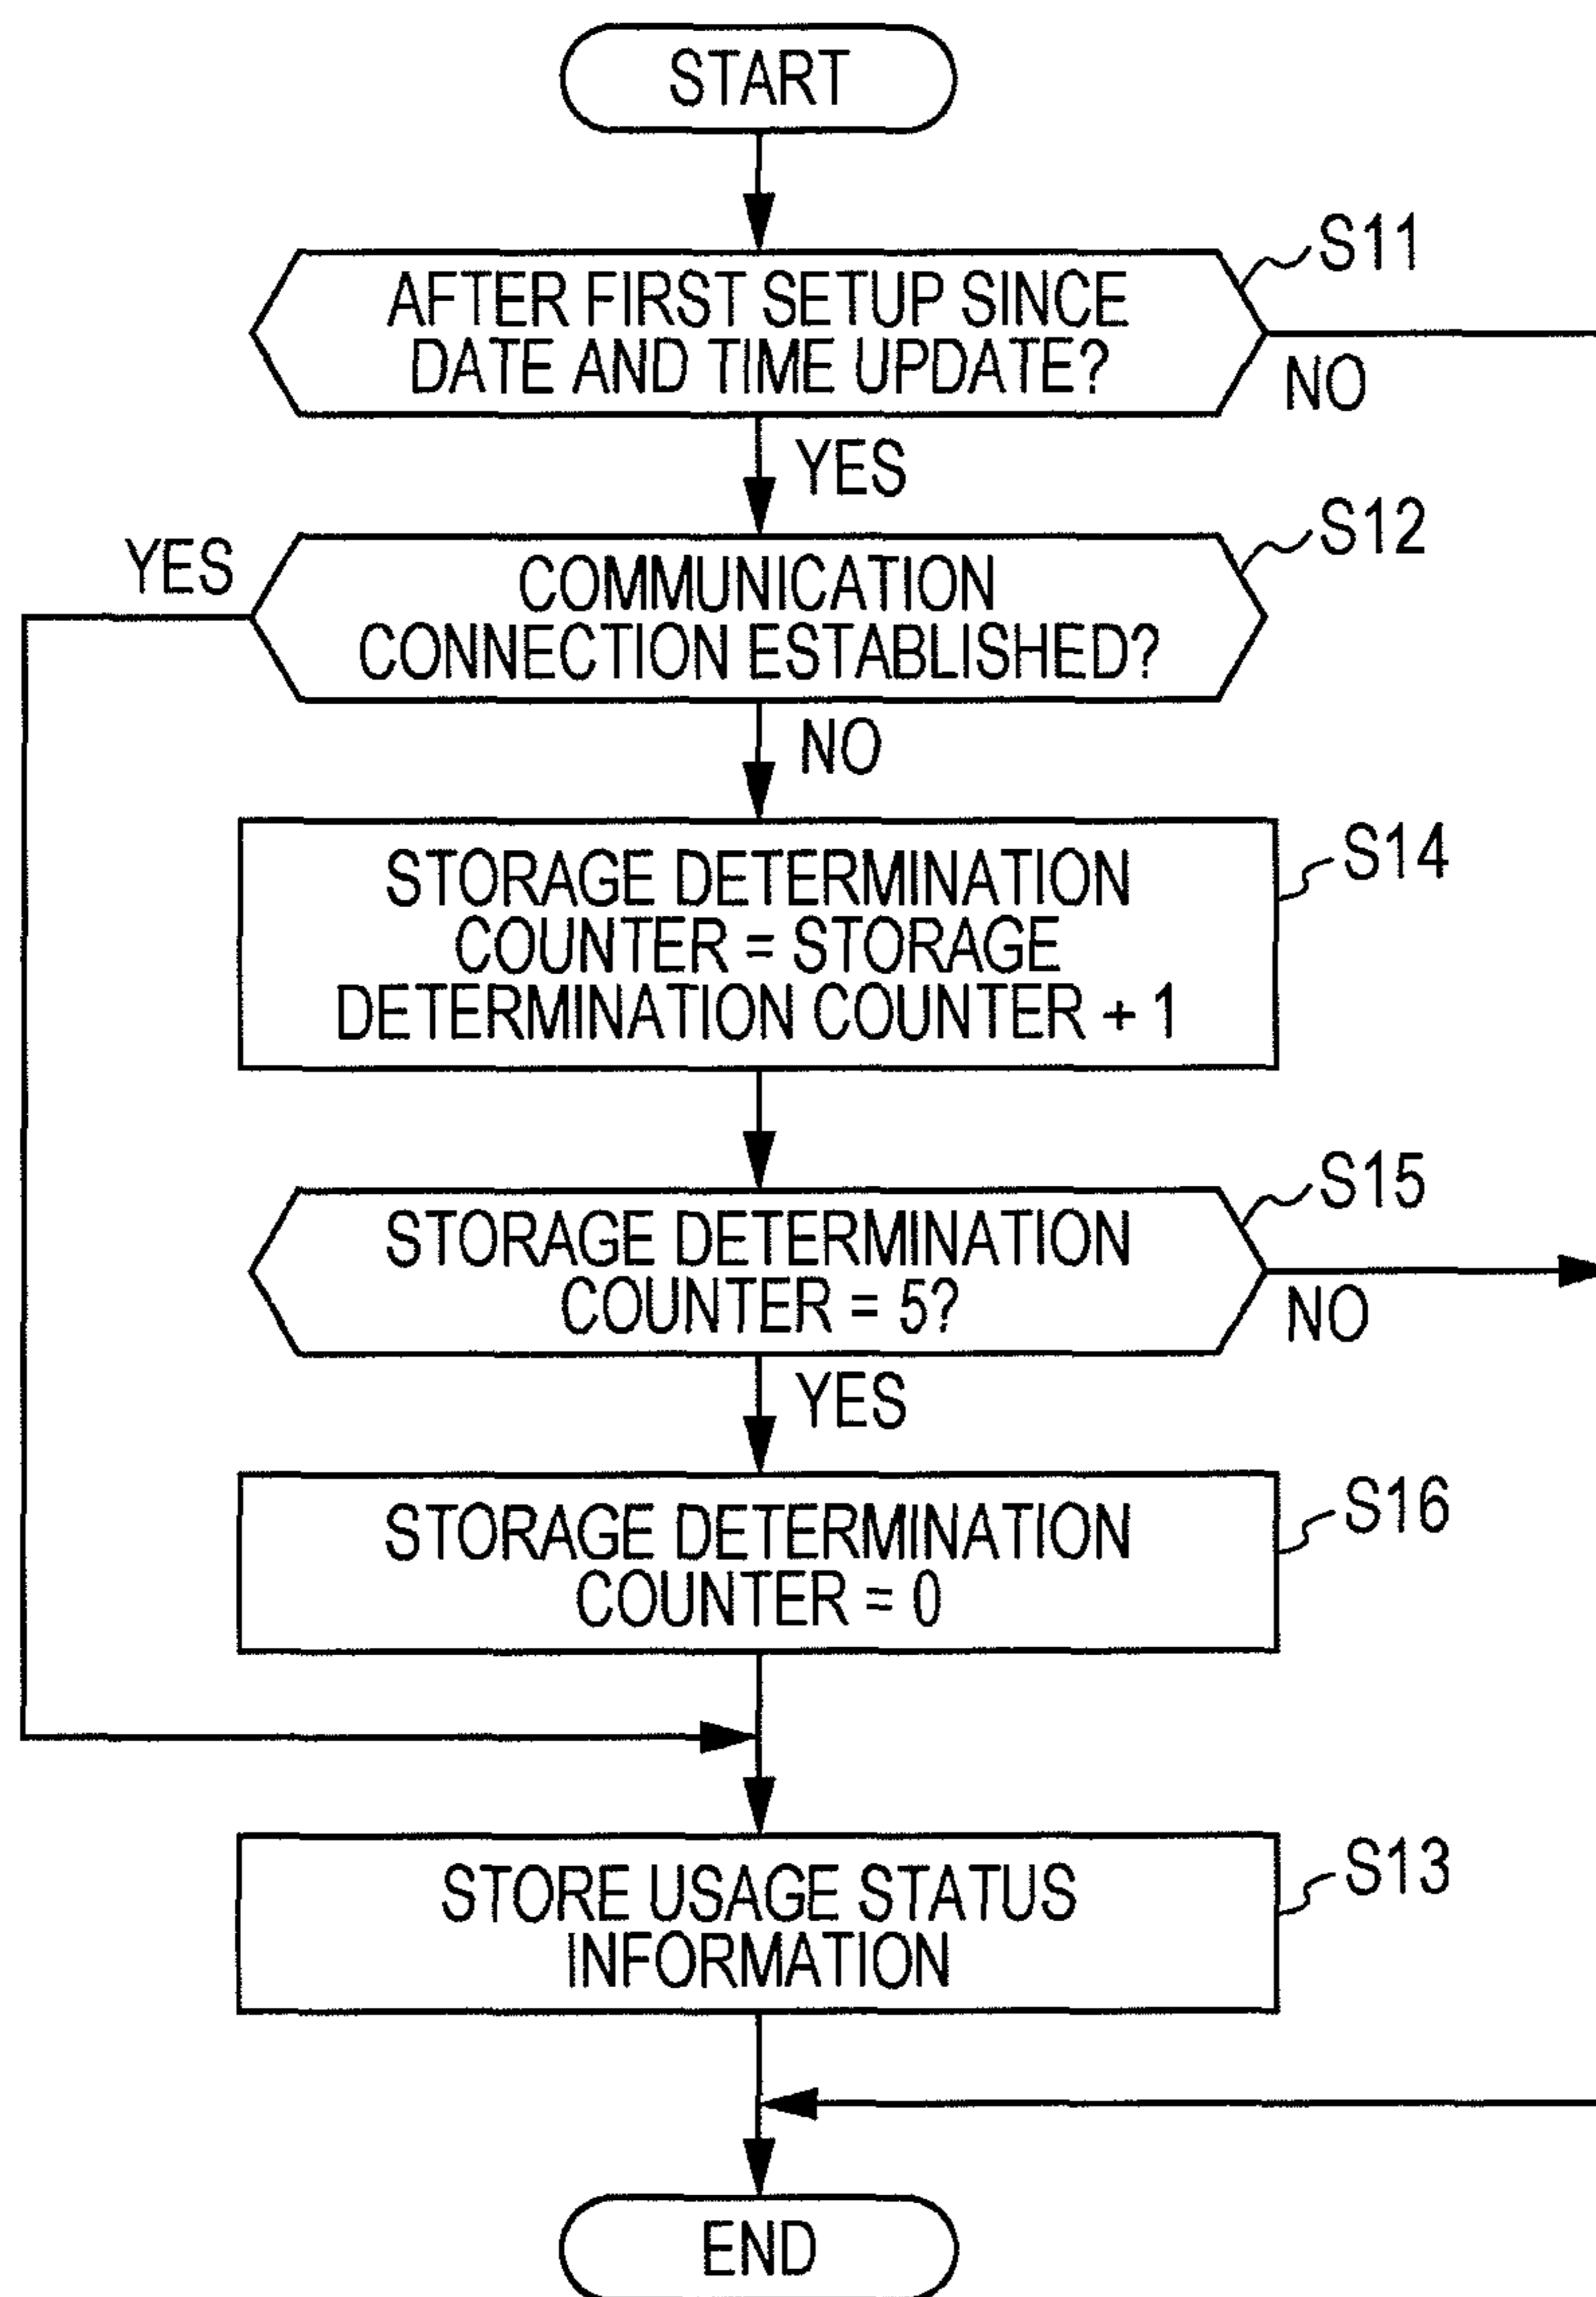 START
S11
AFTER FIRST SETUP SINCE
DATE AND TIME UPDATE?
NO
YES
S12
YES
COMMUNICATION
CONNECTION ESTABLISHED?
NO
S14
STORAGE DETERMINATION
COUNTER = STORAGE
DETERMINATION COUNTER + 1
S15
STORAGE DETERMINATION
COUNTER = 5?
NO
YES
S16
STORAGE DETERMINATION
COUNTER = 0
S13
STORE USAGE STATUS
INFORMATION
END